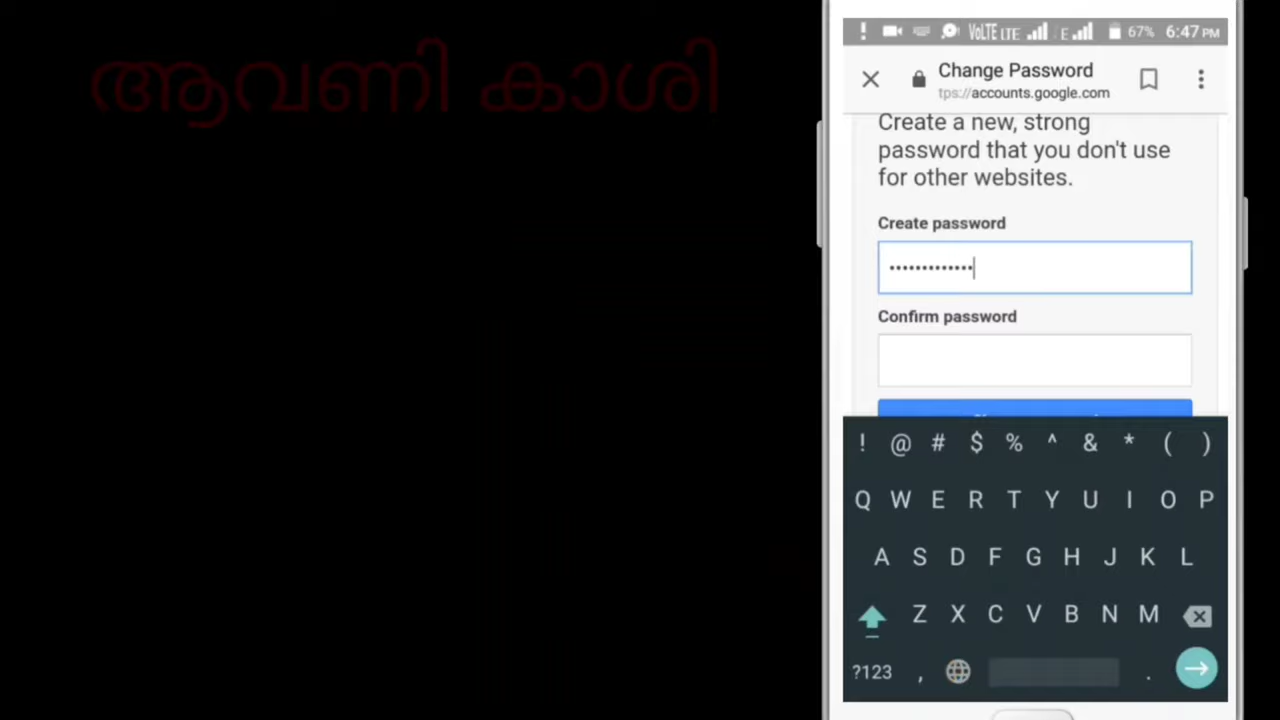 ആവണി കാശി
VoLTE LTE E 67% 6:47 PM
Change Password
tps://accounts.google.com
Create a new, strong
password that you don't use
for other websites.
Create password
•••••••••••••
Confirm password
! @ # $ % ^ & * ( )
Q W E R T Y U I O P
A S D F G H J K L
Z X C V B N M
?123 , .